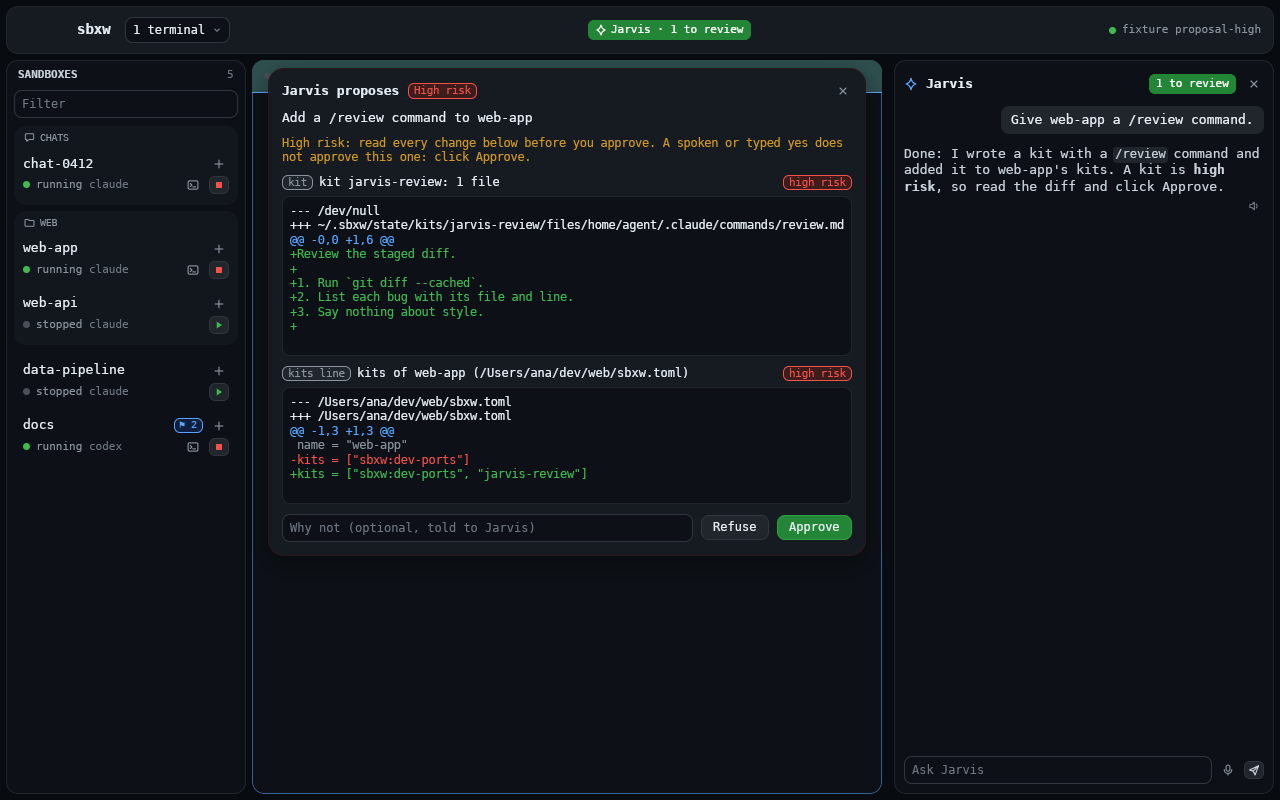 sbxw
1 terminal
Jarvis · 1 to review
fixture proposal-high
SANDBOXES 5
Filter
CHATS
chat-0412
running claude
WEB
web-app
running claude
web-api
stopped claude
data-pipeline
stopped claude
docs 2
running codex
Jarvis proposes High risk
Add a /review command to web-app
High risk: read every change below before you approve. A spoken or typed yes does
not approve this one: click Approve.
kit kit jarvis-review: 1 file high risk
--- /dev/null
+++ ~/.sbxw/state/kits/jarvis-review/files/home/agent/.claude/commands/review.md
@@ -0,0 +1,6 @@
+Review the staged diff.
+
+1. Run `git diff --cached`.
+2. List each bug with its file and line.
+3. Say nothing about style.
+
kits line kits of web-app (/Users/ana/dev/web/sbxw.toml) high risk
--- /Users/ana/dev/web/sbxw.toml
+++ /Users/ana/dev/web/sbxw.toml
@@ -1,3 +1,3 @@
name = "web-app"
-kits = ["sbxw:dev-ports"]
+kits = ["sbxw:dev-ports", "jarvis-review"]
Why not (optional, told to Jarvis)
Refuse
Approve
Jarvis
1 to review
Give web-app a /review command.
Done: I wrote a kit with a /review command and
added it to web-app's kits. A kit is high
risk, so read the diff and click Approve.
Ask Jarvis